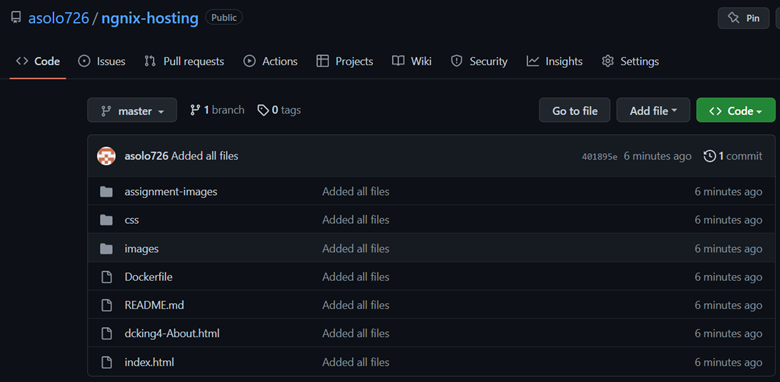 asolo726 / ngnix-hosting Public Pin
Code Issues Pull requests Actions Projects Wiki Security Insights Settings
master 1 branch 0 tags Go to file Add file Code
asolo726 Added all files 401895e 6 minutes ago 1 commit
assignment-images Added all files 6 minutes ago
css Added all files 6 minutes ago
images Added all files 6 minutes ago
Dockerfile Added all files 6 minutes ago
README.md Added all files 6 minutes ago
dcking4-About.html Added all files 6 minutes ago
index.html Added all files 6 minutes ago